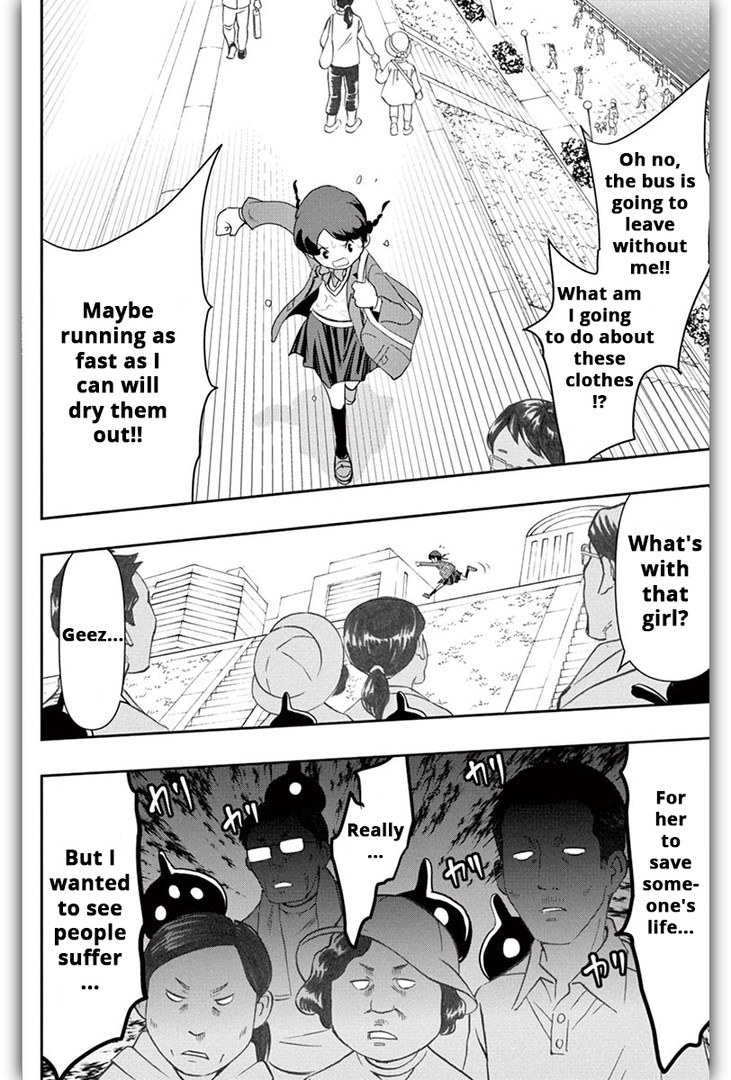 Oh no,
the bus is
going to
leave
without
me!!
What am
I going
to do about
these
clothes
!?
Maybe
running as
fast as I
can will
dry them
out!!
What's
with
that
girl?
Geez...
For
her
to
save
some-
one's
life...
Really
...
But I
wanted
to see
people
suffer
...
ガリ
ガリ
ガリ
ガリ
ガリ